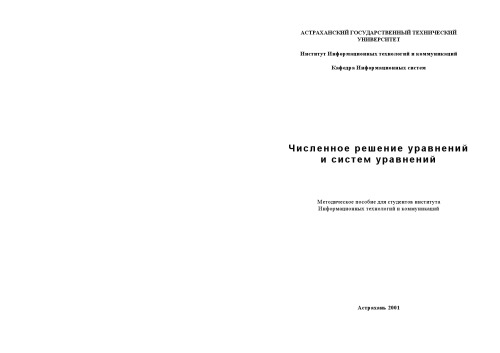 АСТРАХАНСКИЙ ГОСУДАРСТВЕННЫЙ ТЕХНИЧЕСКИЙ
УНИВЕРСИТЕТ
Институт Информационных технологий и коммуникаций
Кафедра Информационных систем
Численное решение уравнений
и систем уравнений
Методическое пособие для студентов института
Информационных технологий и коммуникаций
Астрахань 2001